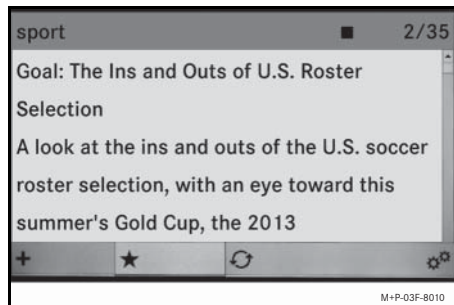 sport 2/35
Goal: The Ins and Outs of U.S. Roster
Selection
A look at the ins and outs of the U.S. soccer
roster selection, with an eye toward this
summer's Gold Cup, the 2013
M+P-03F-8010